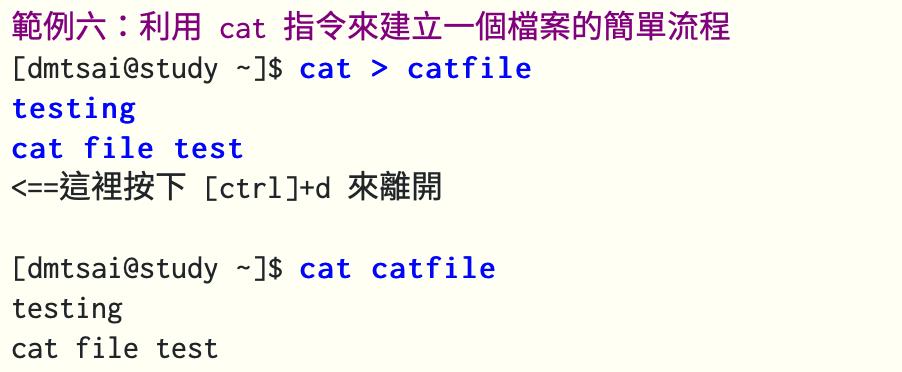 範例六：利用 cat 指令來建立一個檔案的簡單流程
[dmtsai@study ~]$ cat > catfile
testing
cat file test
<==這裡按下 [ctrl]+d 來離開
[dmtsai@study ~]$ cat catfile
testing
cat file test